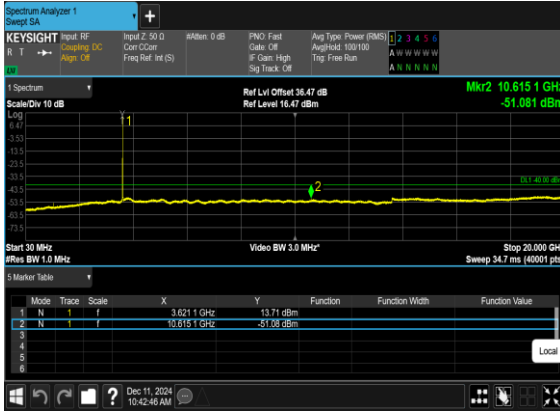 Spectrum Analyzer 1
Swept SA
+
KEYSIGHT Input: RF Input Z: 50 Ω #Atten: 0 dB PNO: Fast Avg Type: Power (RMS) 1 2 3 4 5 6
R T Coupling: DC Corr CCorr Gate: Off Avg|Hold: 100/100 A W W W W W
Align: Off Freq Ref: Int (S) IF Gain: High Trig: Free Run
Sig Track: Off A N N N N N
1 Spectrum Ref Lvl Offset 36.47 dB Mkr2 10.615 1 GHz
Scale/Div 10 dB Ref Level 16.47 dBm -51.081 dBm
Log
6.47
-3.53
-13.5
-23.5
-33.5
-43.5
-53.5
-63.5
-73.5
1
2
DL1 -40.00 dBm
Start 30 MHz Video BW 3.0 MHz* Stop 20.000 GH
#Res BW 1.0 MHz Sweep 34.7 ms (40001 pts
5 Marker Table
Mode Trace Scale X Y Function Function Width Function Value
1 N 1 f 3.621 1 GHz 13.71 dBm
2 N 1 f 10.615 1 GHz -51.08 dBm
3
4
5
6
Local
? Dec 11, 2024
10:42:46 AM